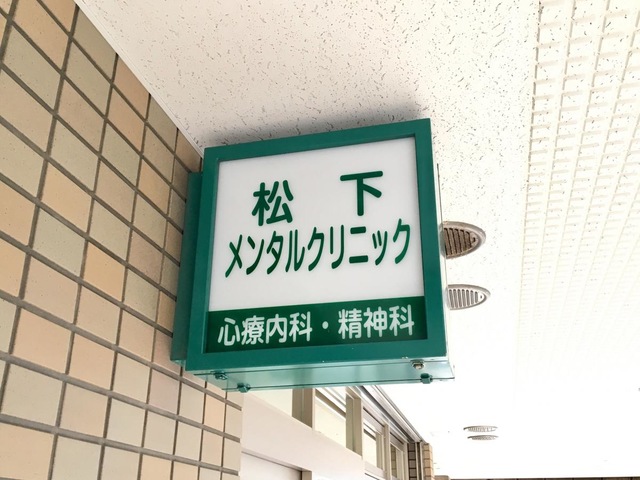 松下
メンタルクリニック
心療内科・精神科